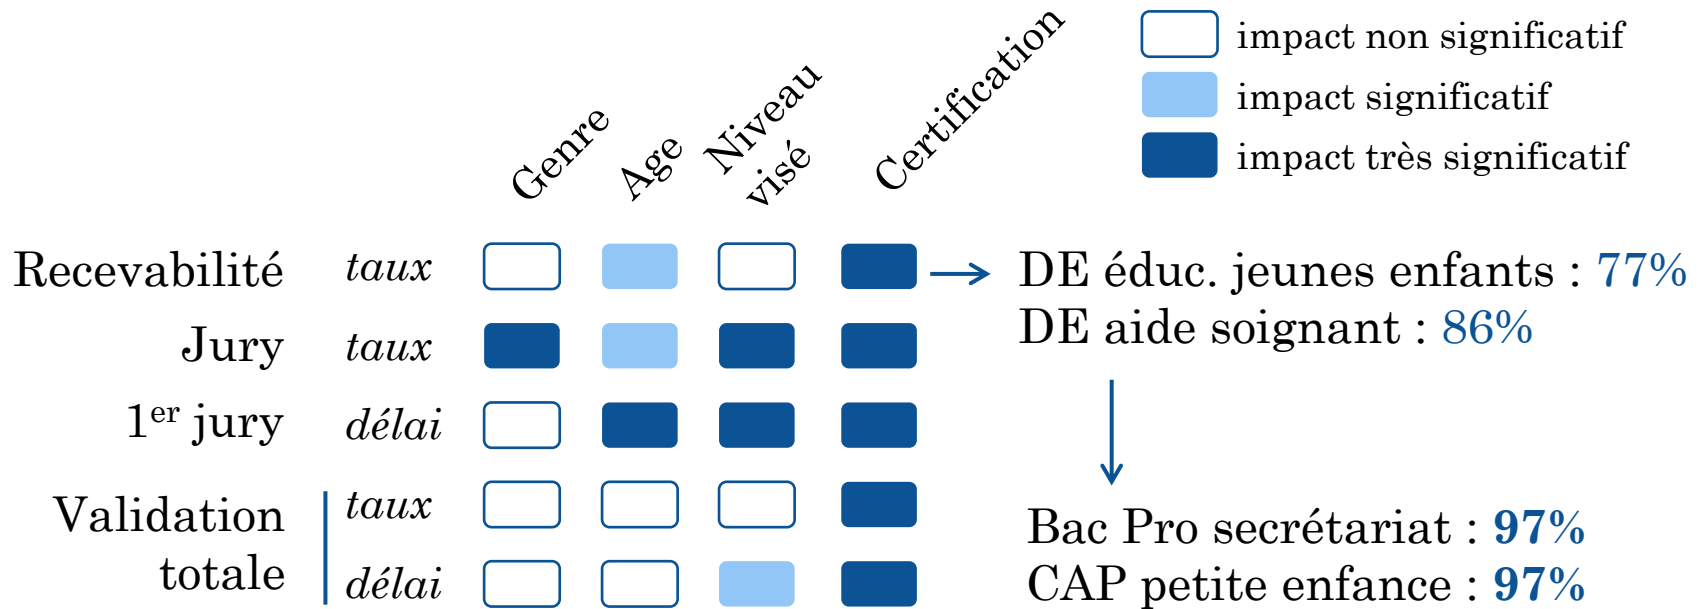 impact non significatif
impact significatif
impact très significatif
Genre
Age
Niveau
visé
Certification
Recevabilité taux
DE éduc. jeunes enfants : 77%
DE aide soignant : 86%
Jury taux
1er jury délai
Validation
totale
taux
délai
Bac Pro secrétariat : 97%
CAP petite enfance : 97%